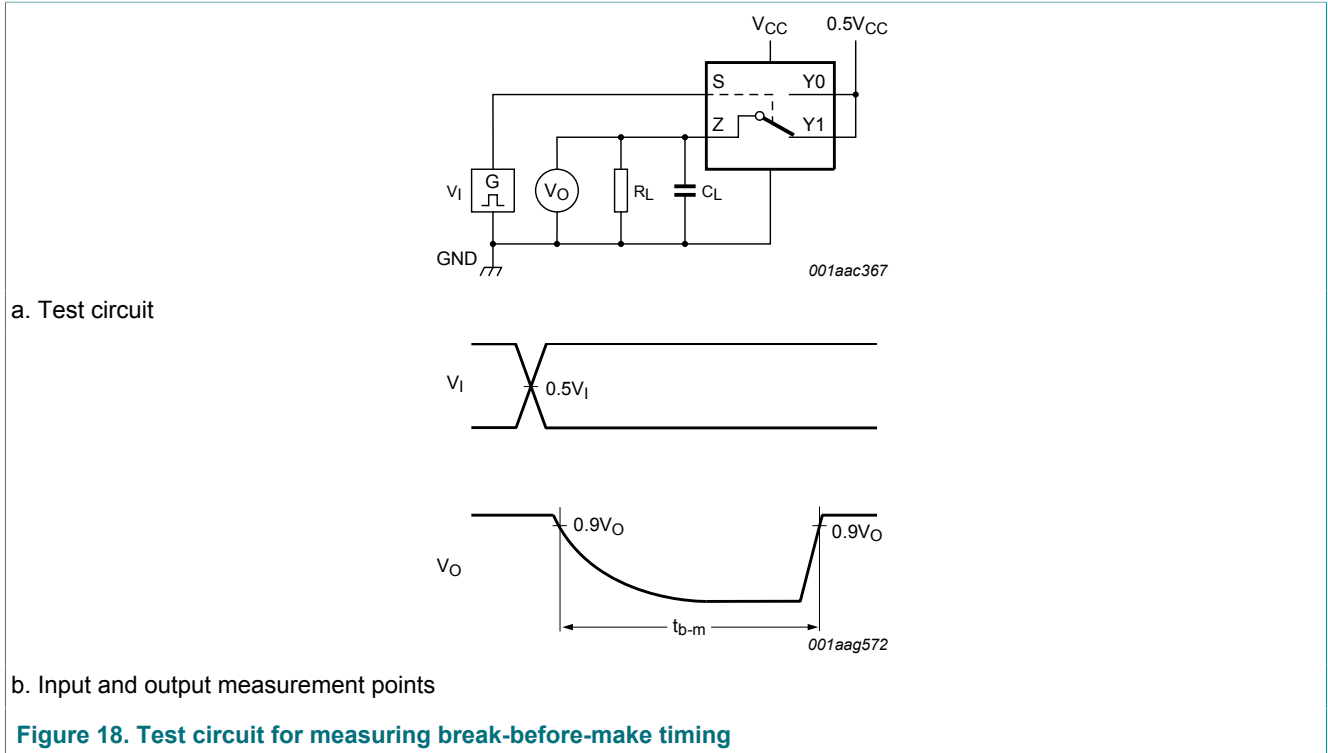 VCC 0.5VCC
S Y0
Z Y1
VI G VO RL CL
GND
001aac367
a. Test circuit
VI 0.5VI
0.9VO 0.9VO
VO
tb-m
001aag572
b. Input and output measurement points
Figure 18. Test circuit for measuring break-before-make timing